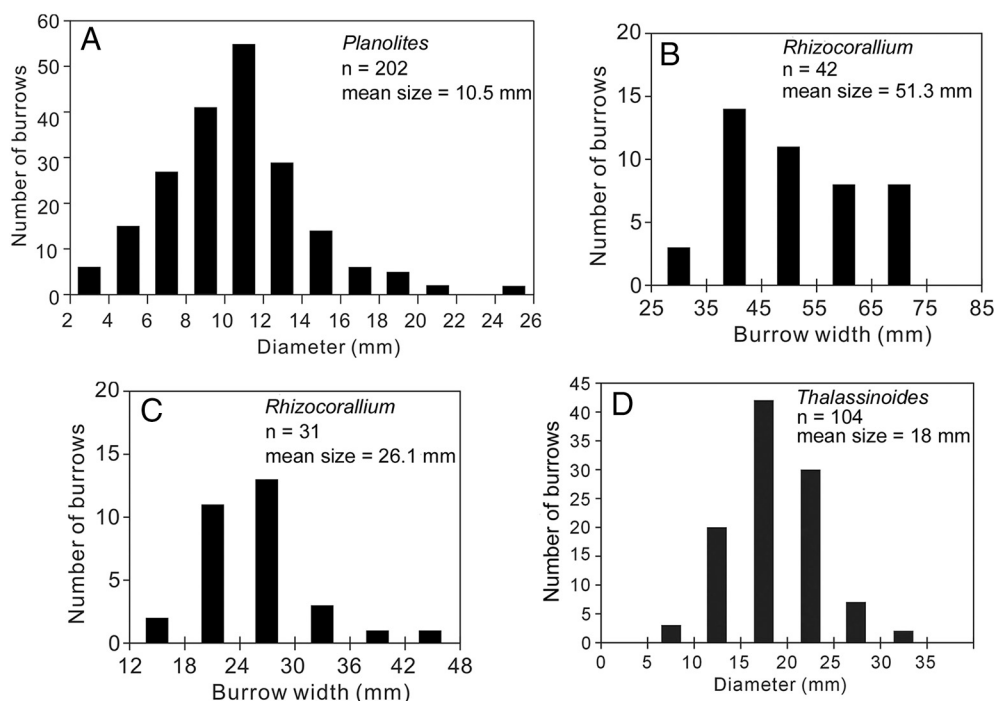 A
Planolites
n = 202
mean size = 10.5 mm
Number of burrows
60
50
40
30
20
10
0
2 4 6 8 10 12 14 16 18 20 22 24 26
Diameter (mm)
B
Rhizocorallium
n = 42
mean size = 51.3 mm
Number of burrows
20
15
10
5
0
25 35 45 55 65 75 85
Burrow width (mm)
C
Rhizocorallium
n = 31
mean size = 26.1 mm
Number of burrows
20
15
10
5
0
12 18 24 30 36 42 48
Burrow width (mm)
D
Thalassinoides
n = 104
mean size = 18 mm
Number of burrows
45
40
35
30
25
20
15
10
5
0
0 5 10 15 20 25 30 35
Diameter (mm)